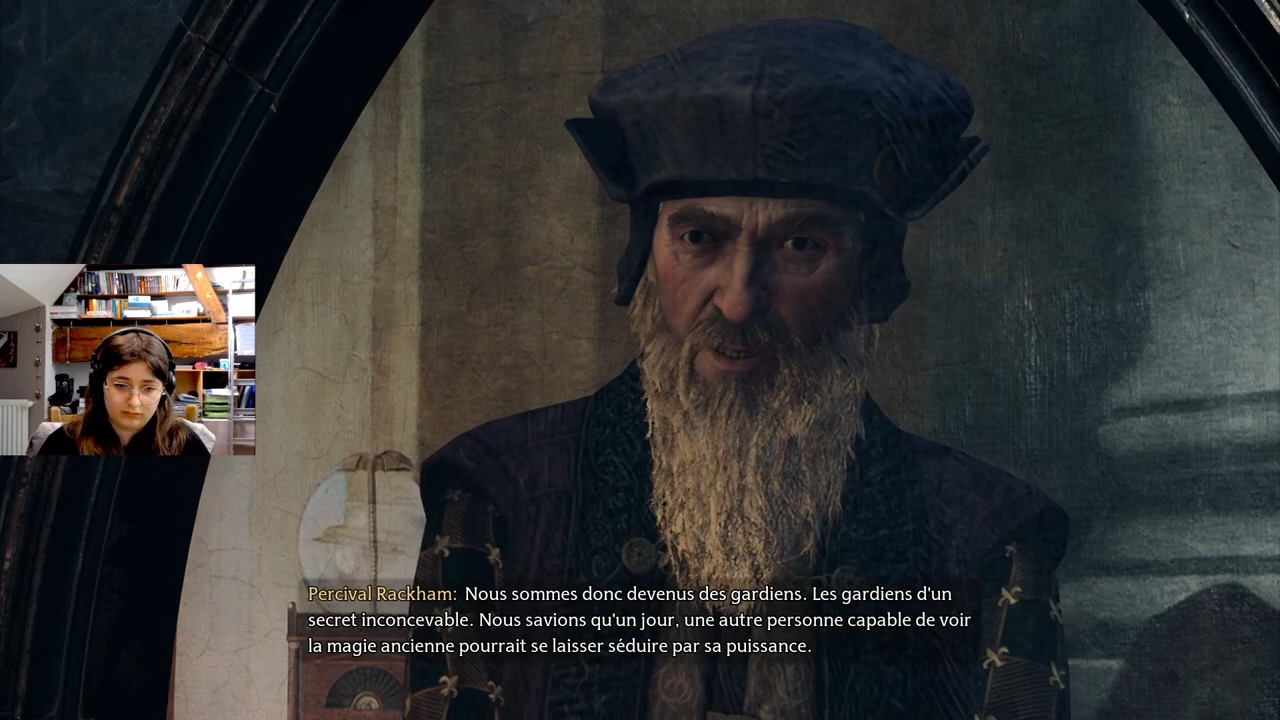 Percival Rackham: Nous sommes donc devenus des gardiens. Les gardiens d'un
secret inconcevable. Nous savions qu'un jour, une autre personne capable de voir
la magie ancienne pourrait se laisser séduire par sa puissance.